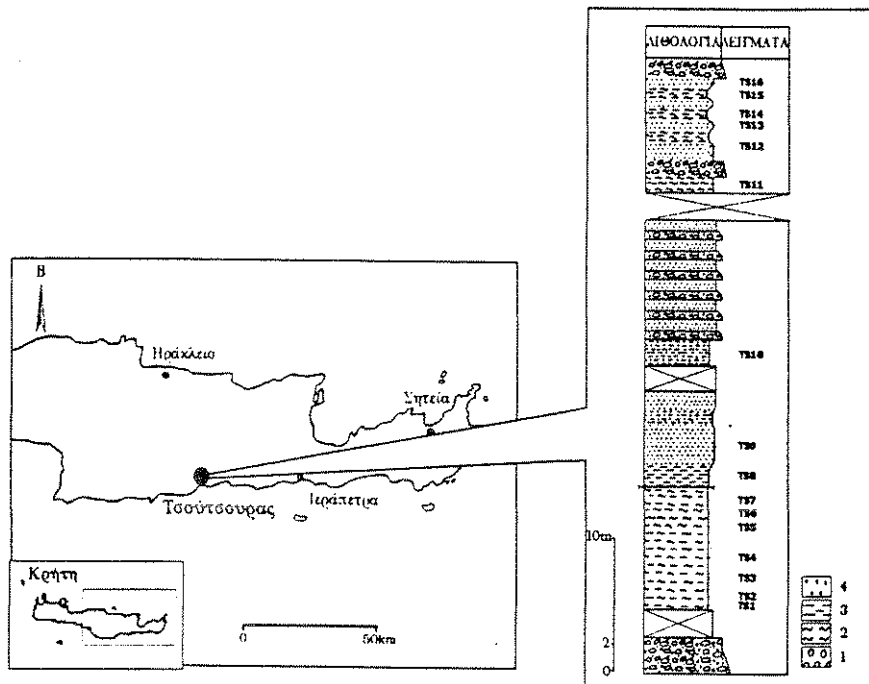 Β
Ηράκλειο
Σητεία
Τσούτσουρας
Ιεράπετρα
Κρήτη
0 50km
ΛΙΘΟΛΟΓΙΑ ΔΕΙΓΜΑΤΑ
TS16
TS15
TS14
TS13
TS12
TS11
TS10
TS9
TS8
TS7
TS6
TS5
TS4
TS3
TS2
TS1
10m
2
0
4
3
2
1